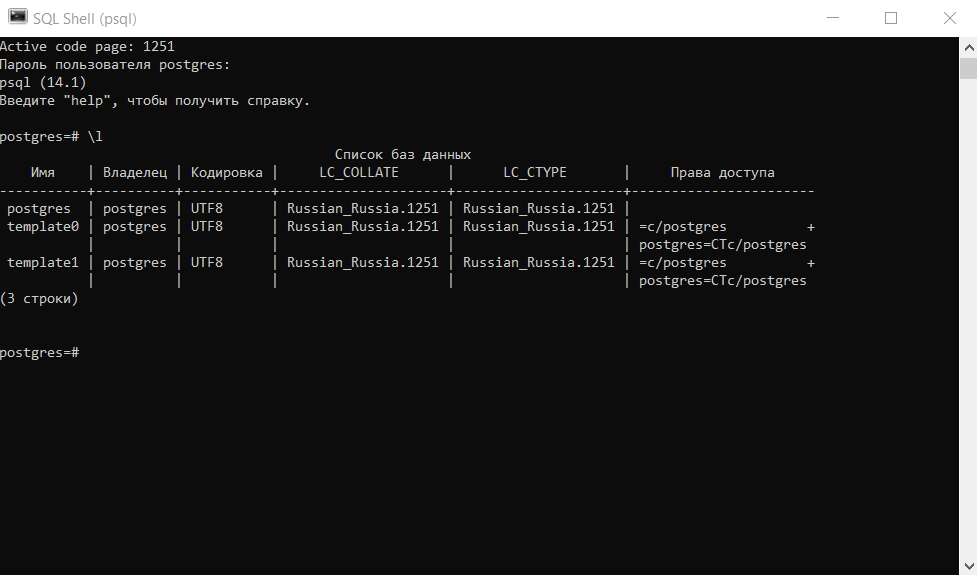 SQL Shell (psql)
Active code page: 1251
Пароль пользователя postgres:
psql (14.1)
Введите "help", чтобы получить справку.
postgres=# \l
Список баз данных
Имя | Владелец | Кодировка | LC_COLLATE | LC_CTYPE | Права доступа
-----------+----------+-----------+---------------------+---------------------+-----------------------
postgres | postgres | UTF8 | Russian_Russia.1251 | Russian_Russia.1251 |
template0 | postgres | UTF8 | Russian_Russia.1251 | Russian_Russia.1251 | =c/postgres +
| | | | | postgres=CTc/postgres
template1 | postgres | UTF8 | Russian_Russia.1251 | Russian_Russia.1251 | =c/postgres +
| | | | | postgres=CTc/postgres
(3 строки)
postgres=#